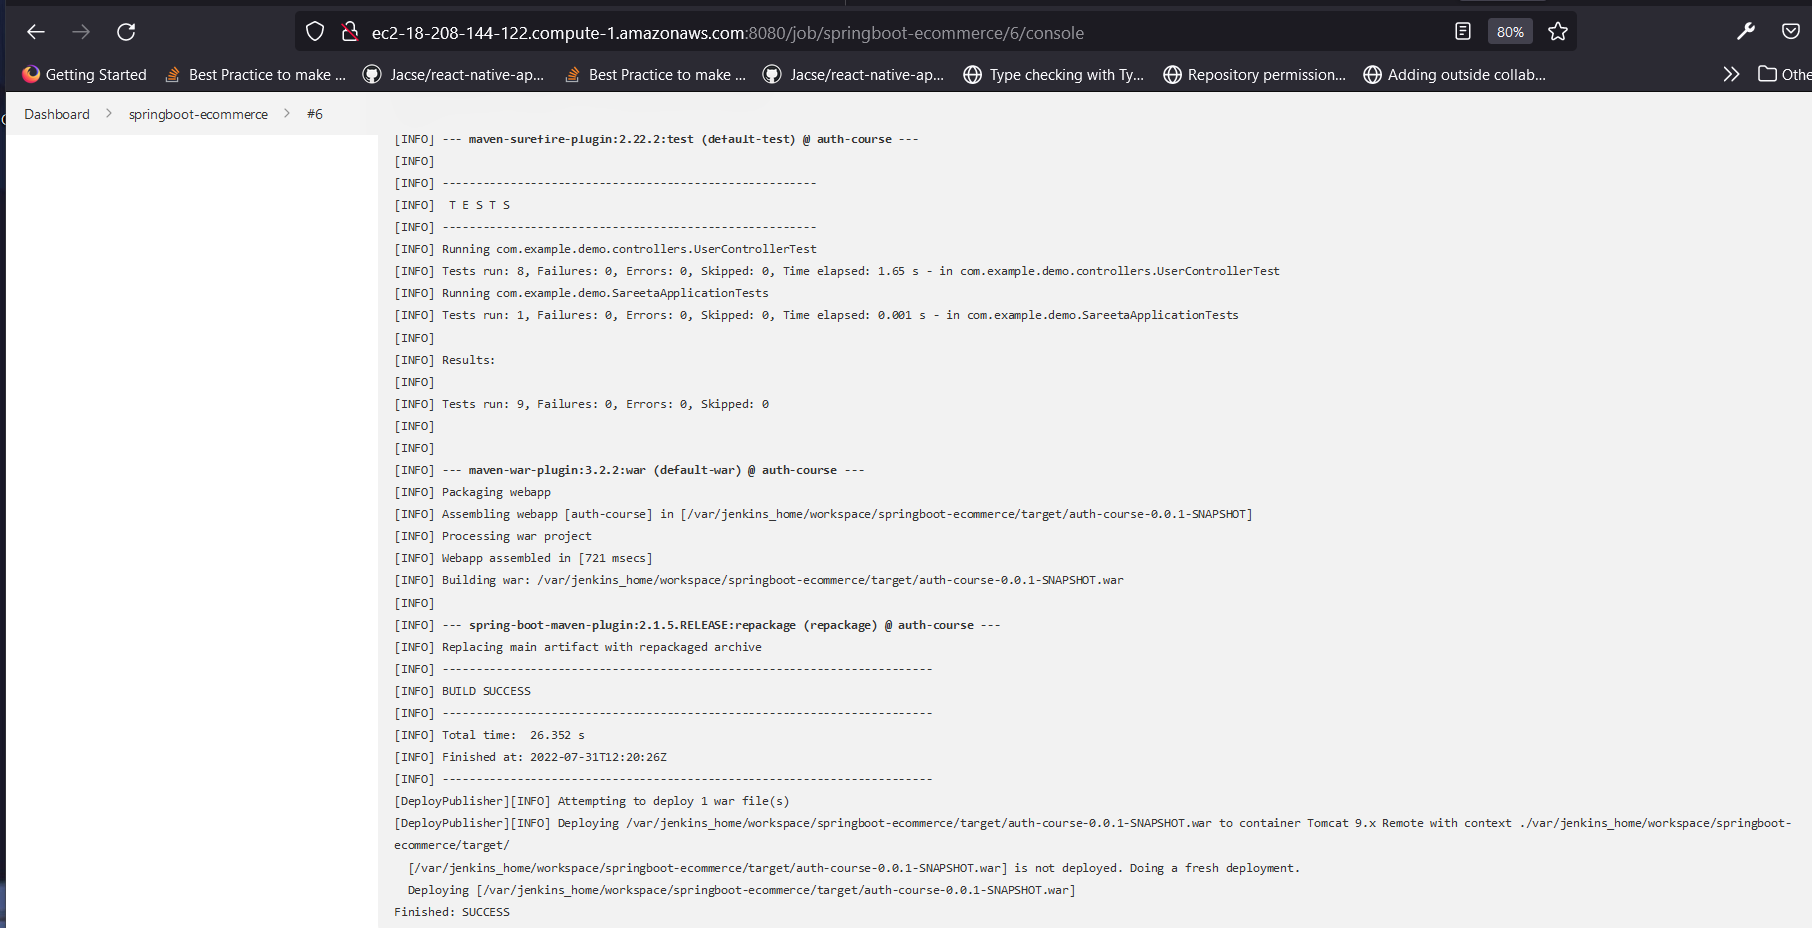 ec2-18-208-144-122.compute-1.amazonaws.com:8080/job/springboot-ecommerce/6/console 80%
Getting Started Best Practice to make ... Jacse/react-native-ap... Best Practice to make ... Jacse/react-native-ap... Type checking with Ty... Repository permission... Adding outside collab... Othe
Dashboard > springboot-ecommerce > #6
[INFO] --- maven-surefire-plugin:2.22.2:test (default-test) @ auth-course ---
[INFO]
[INFO] -------------------------------------------------------
[INFO]  T E S T S
[INFO] -------------------------------------------------------
[INFO] Running com.example.demo.controllers.UserControllerTest
[INFO] Tests run: 8, Failures: 0, Errors: 0, Skipped: 0, Time elapsed: 1.65 s - in com.example.demo.controllers.UserControllerTest
[INFO] Running com.example.demo.SareetaApplicationTests
[INFO] Tests run: 1, Failures: 0, Errors: 0, Skipped: 0, Time elapsed: 0.001 s - in com.example.demo.SareetaApplicationTests
[INFO]
[INFO] Results:
[INFO]
[INFO] Tests run: 9, Failures: 0, Errors: 0, Skipped: 0
[INFO]
[INFO]
[INFO] --- maven-war-plugin:3.2.2:war (default-war) @ auth-course ---
[INFO] Packaging webapp
[INFO] Assembling webapp [auth-course] in [/var/jenkins_home/workspace/springboot-ecommerce/target/auth-course-0.0.1-SNAPSHOT]
[INFO] Processing war project
[INFO] Webapp assembled in [721 msecs]
[INFO] Building war: /var/jenkins_home/workspace/springboot-ecommerce/target/auth-course-0.0.1-SNAPSHOT.war
[INFO]
[INFO] --- spring-boot-maven-plugin:2.1.5.RELEASE:repackage (repackage) @ auth-course ---
[INFO] Replacing main artifact with repackaged archive
[INFO] ------------------------------------------------------------------------
[INFO] BUILD SUCCESS
[INFO] ------------------------------------------------------------------------
[INFO] Total time:  26.352 s
[INFO] Finished at: 2022-07-31T12:20:26Z
[INFO] ------------------------------------------------------------------------
[DeployPublisher][INFO] Attempting to deploy 1 war file(s)
[DeployPublisher][INFO] Deploying /var/jenkins_home/workspace/springboot-ecommerce/target/auth-course-0.0.1-SNAPSHOT.war to container Tomcat 9.x Remote with context ./var/jenkins_home/workspace/springboot-
ecommerce/target/
[/var/jenkins_home/workspace/springboot-ecommerce/target/auth-course-0.0.1-SNAPSHOT.war] is not deployed. Doing a fresh deployment.
Deploying [/var/jenkins_home/workspace/springboot-ecommerce/target/auth-course-0.0.1-SNAPSHOT.war]
Finished: SUCCESS